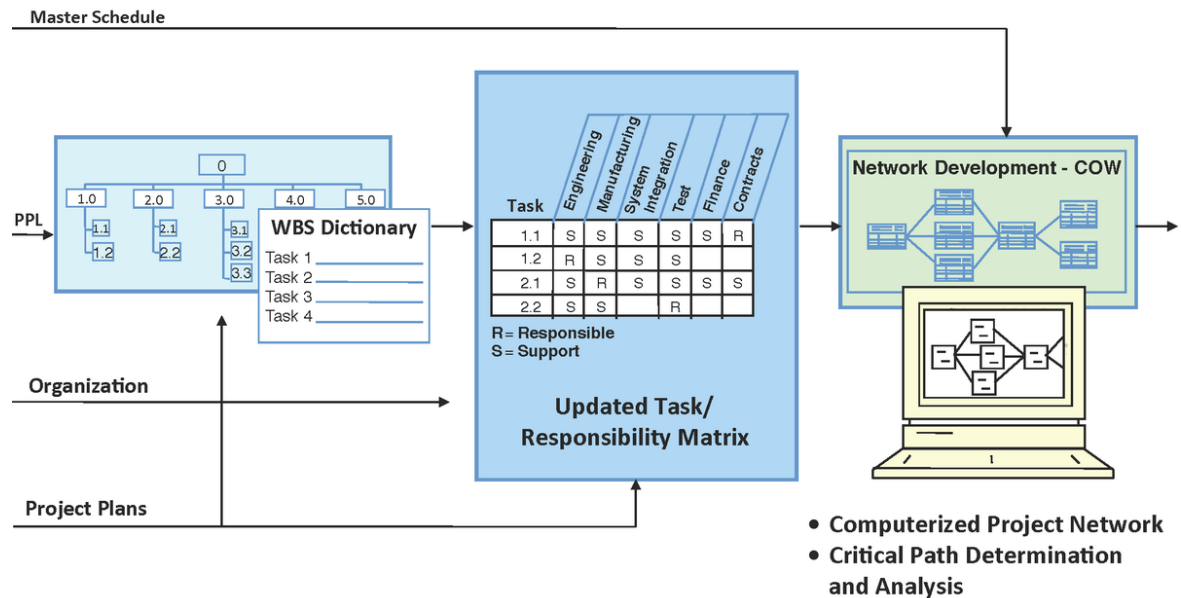 Master Schedule
PPL
0
1.0 2.0 3.0 4.0 5.0
1.1 2.1 3.1
1.2 2.2 3.2
3.3
WBS Dictionary
Task 1
Task 2
Task 3
Task 4
Organization
Project Plans
Task Engineering Manufacturing System Integration Test Finance Contracts
1.1 S S S S S R
1.2 R S S S
2.1 S R S S S S
2.2 S S R
R= Responsible
S= Support
Updated Task/
Responsibility Matrix
Network Development - COW
• Computerized Project Network
• Critical Path Determination
and Analysis